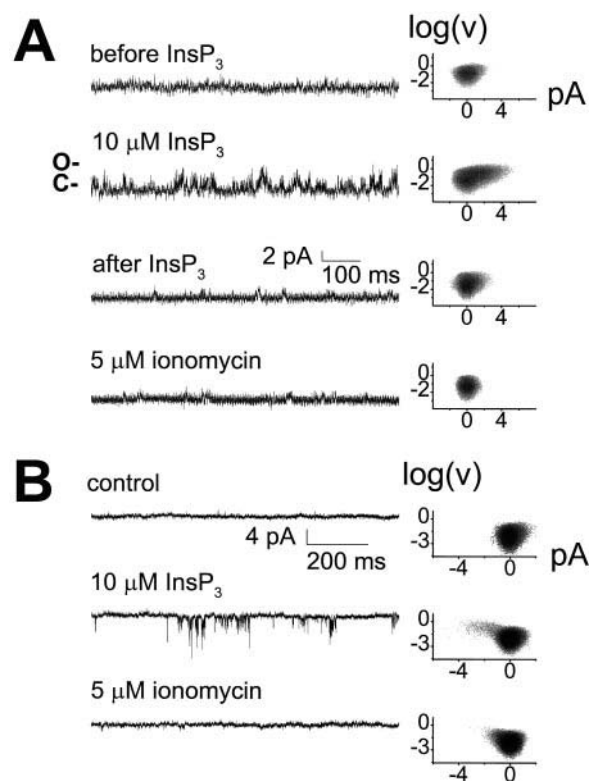 A
log(v)
before InsP3
0
-2
0 4
pA
10 µM InsP3
O-
C-
0
-2
0 4
after InsP3
2 pA
100 ms
0
-2
0 4
5 µM ionomycin
0
-2
0 4
B
log(v)
control
4 pA
200 ms
0
-3
-4 0
pA
10 µM InsP3
0
-3
-4 0
5 µM ionomycin
0
-3
-4 0